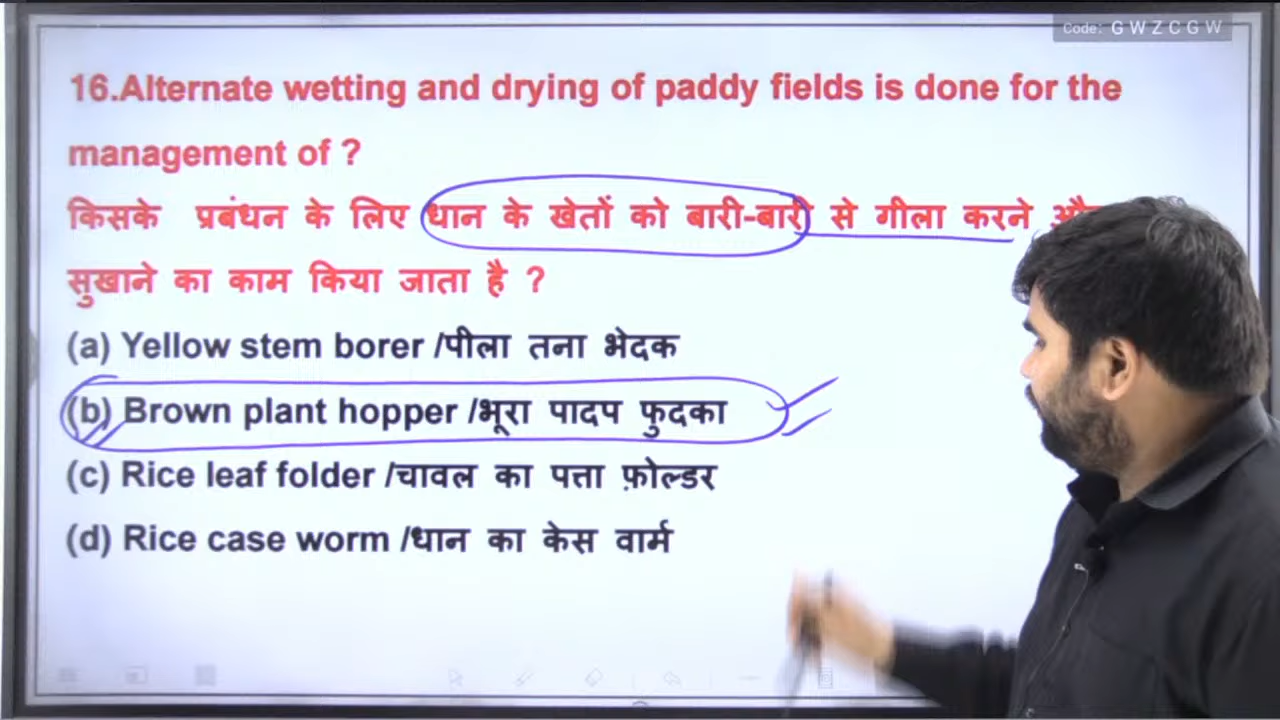 Code: G W Z C G W
16.Alternate wetting and drying of paddy fields is done for the
management of ?
किसके प्रबंधन के लिए धान के खेतों को बारी-बारी से गीला करने
सुखाने का काम किया जाता है ?
(a) Yellow stem borer /पीला तना भेदक
(b) Brown plant hopper /भूरा पादप फुदका
(c) Rice leaf folder /चावल का पत्ता फ़ोल्डर
(d) Rice case worm /धान का केस वार्म